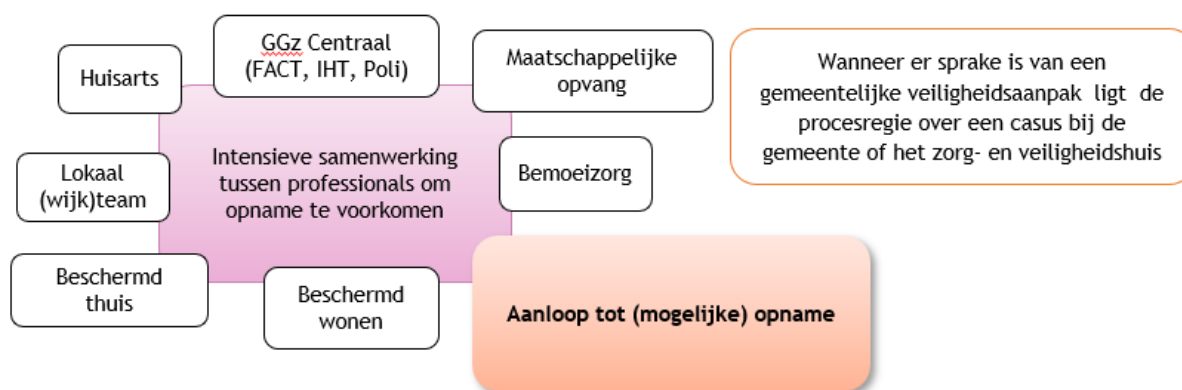 Huisarts
GGz Centraal
(FACT, IHT, Poli)
Maatschappelijke
opvang
Wanneer er sprake is van een
gemeentelijke veiligheidsaanpak ligt de
procesregie over een casus bij de
gemeente of het zorg- en veiligheidshuis
Lokaal
(wijk)team
Intensieve samenwerking
tussen professionals om
opname te voorkomen
Bemoeizorg
Beschermd
thuis
Beschermd
wonen
Aanloop tot (mogelijke) opname